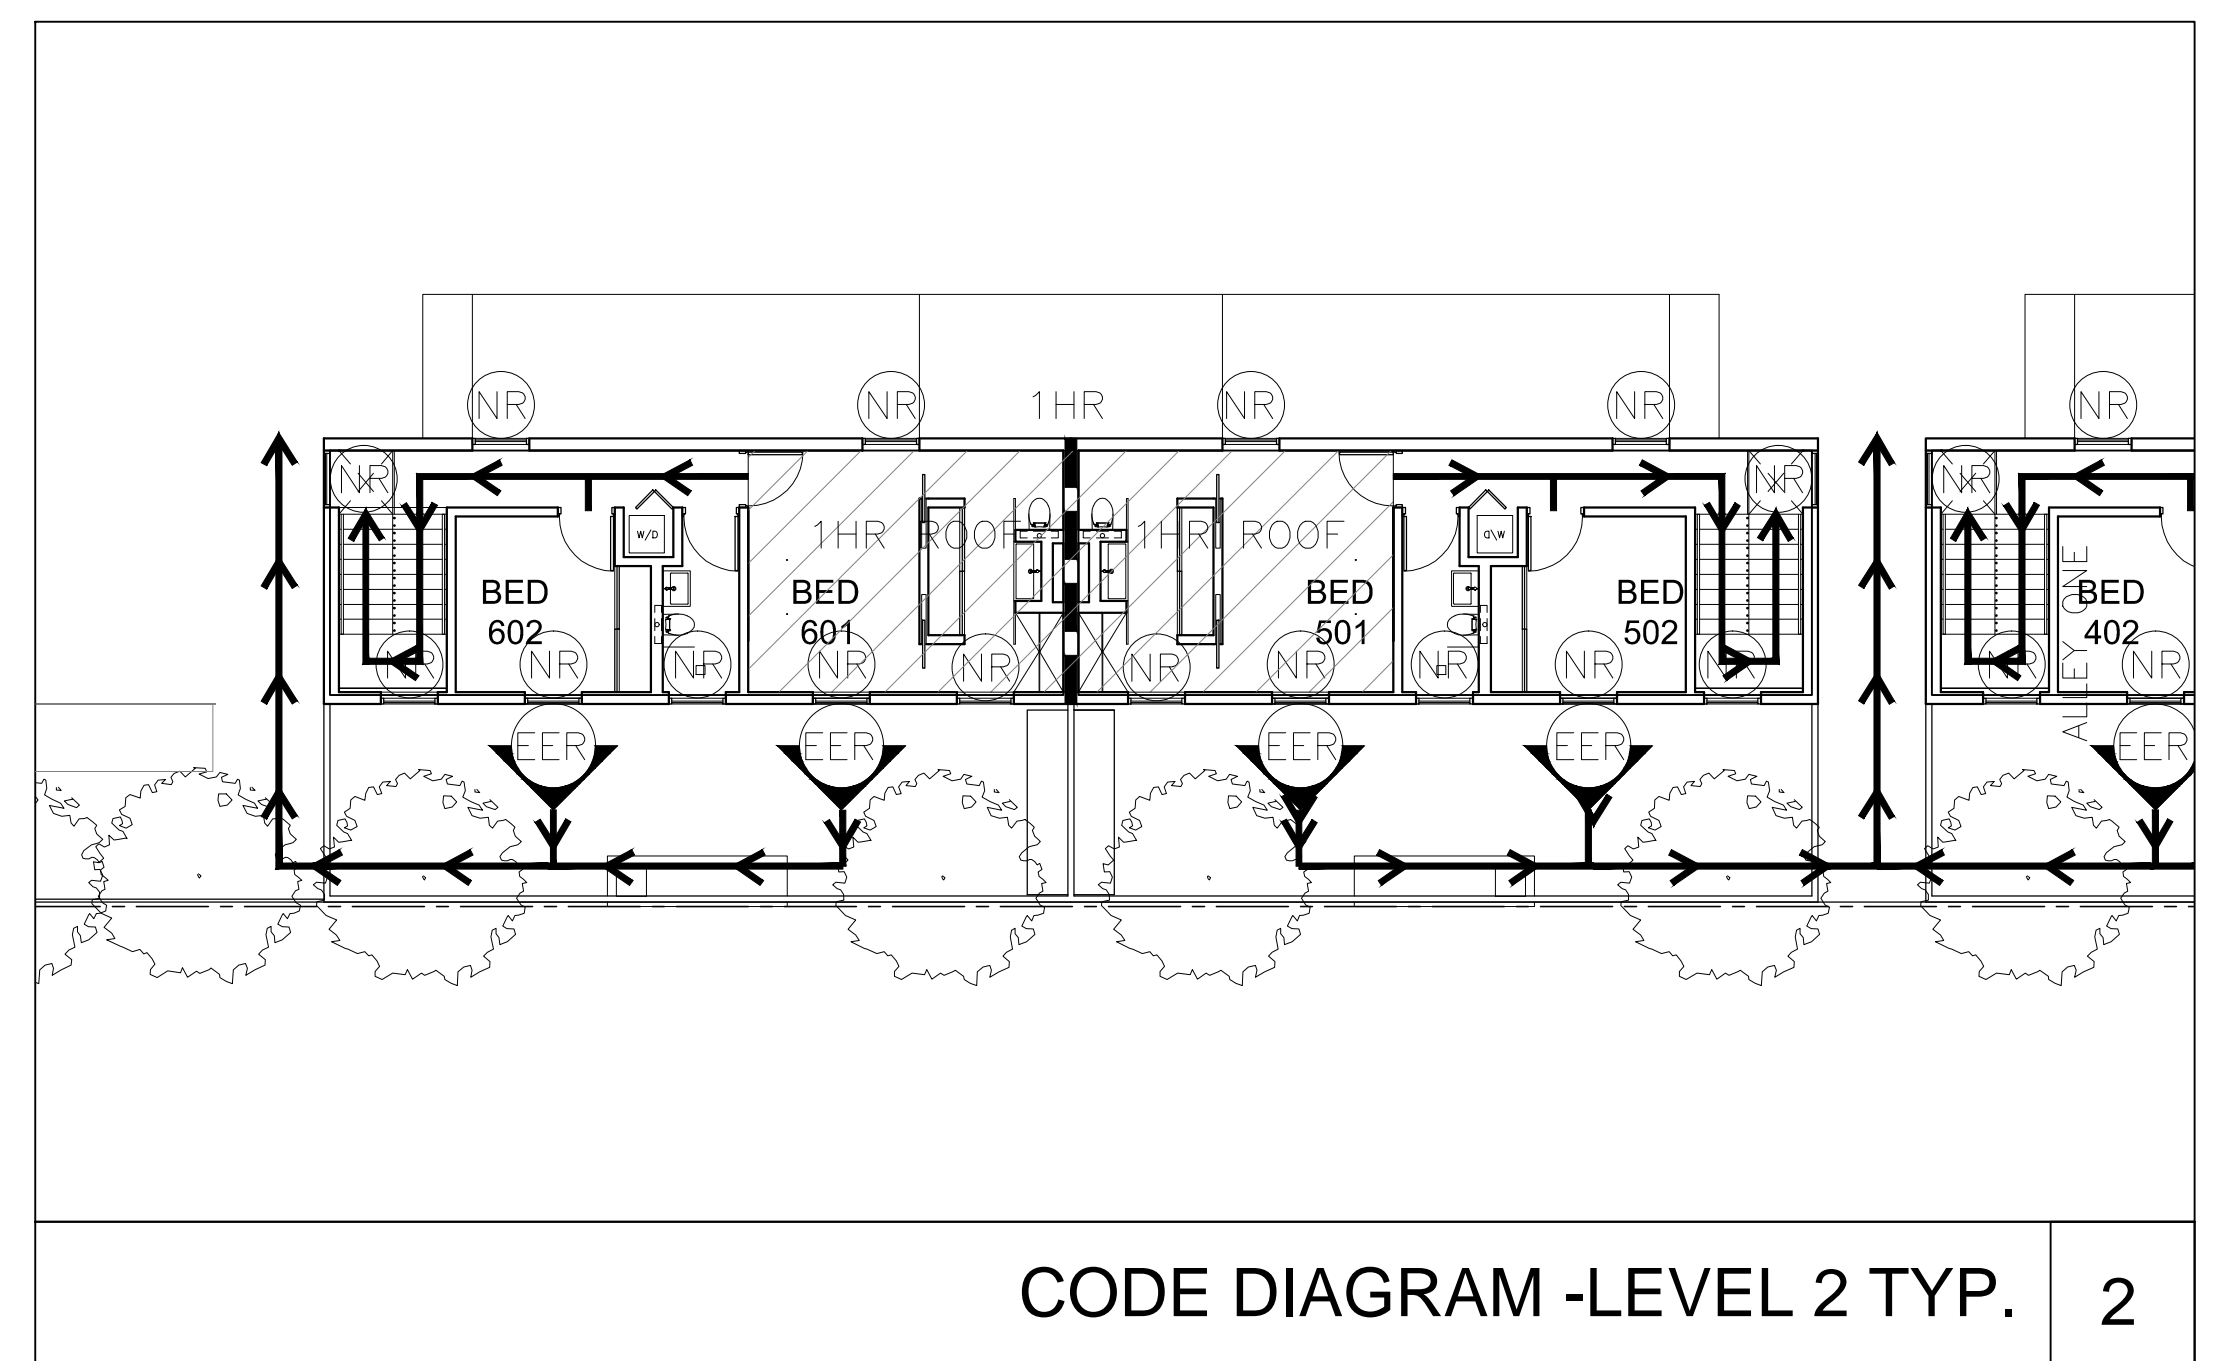 NR NR 1HR NR NR NR
NR NR NR
1HR ROOF 1HR ROOF
W/D W/D
BED 602
BED 601
BED 501
BED 502
BED 402
ALLEY ONE
NR NR NR NR NR NR NR NR NR NR NR NR
EER EER EER EER EER
CODE DIAGRAM -LEVEL 2 TYP. 2